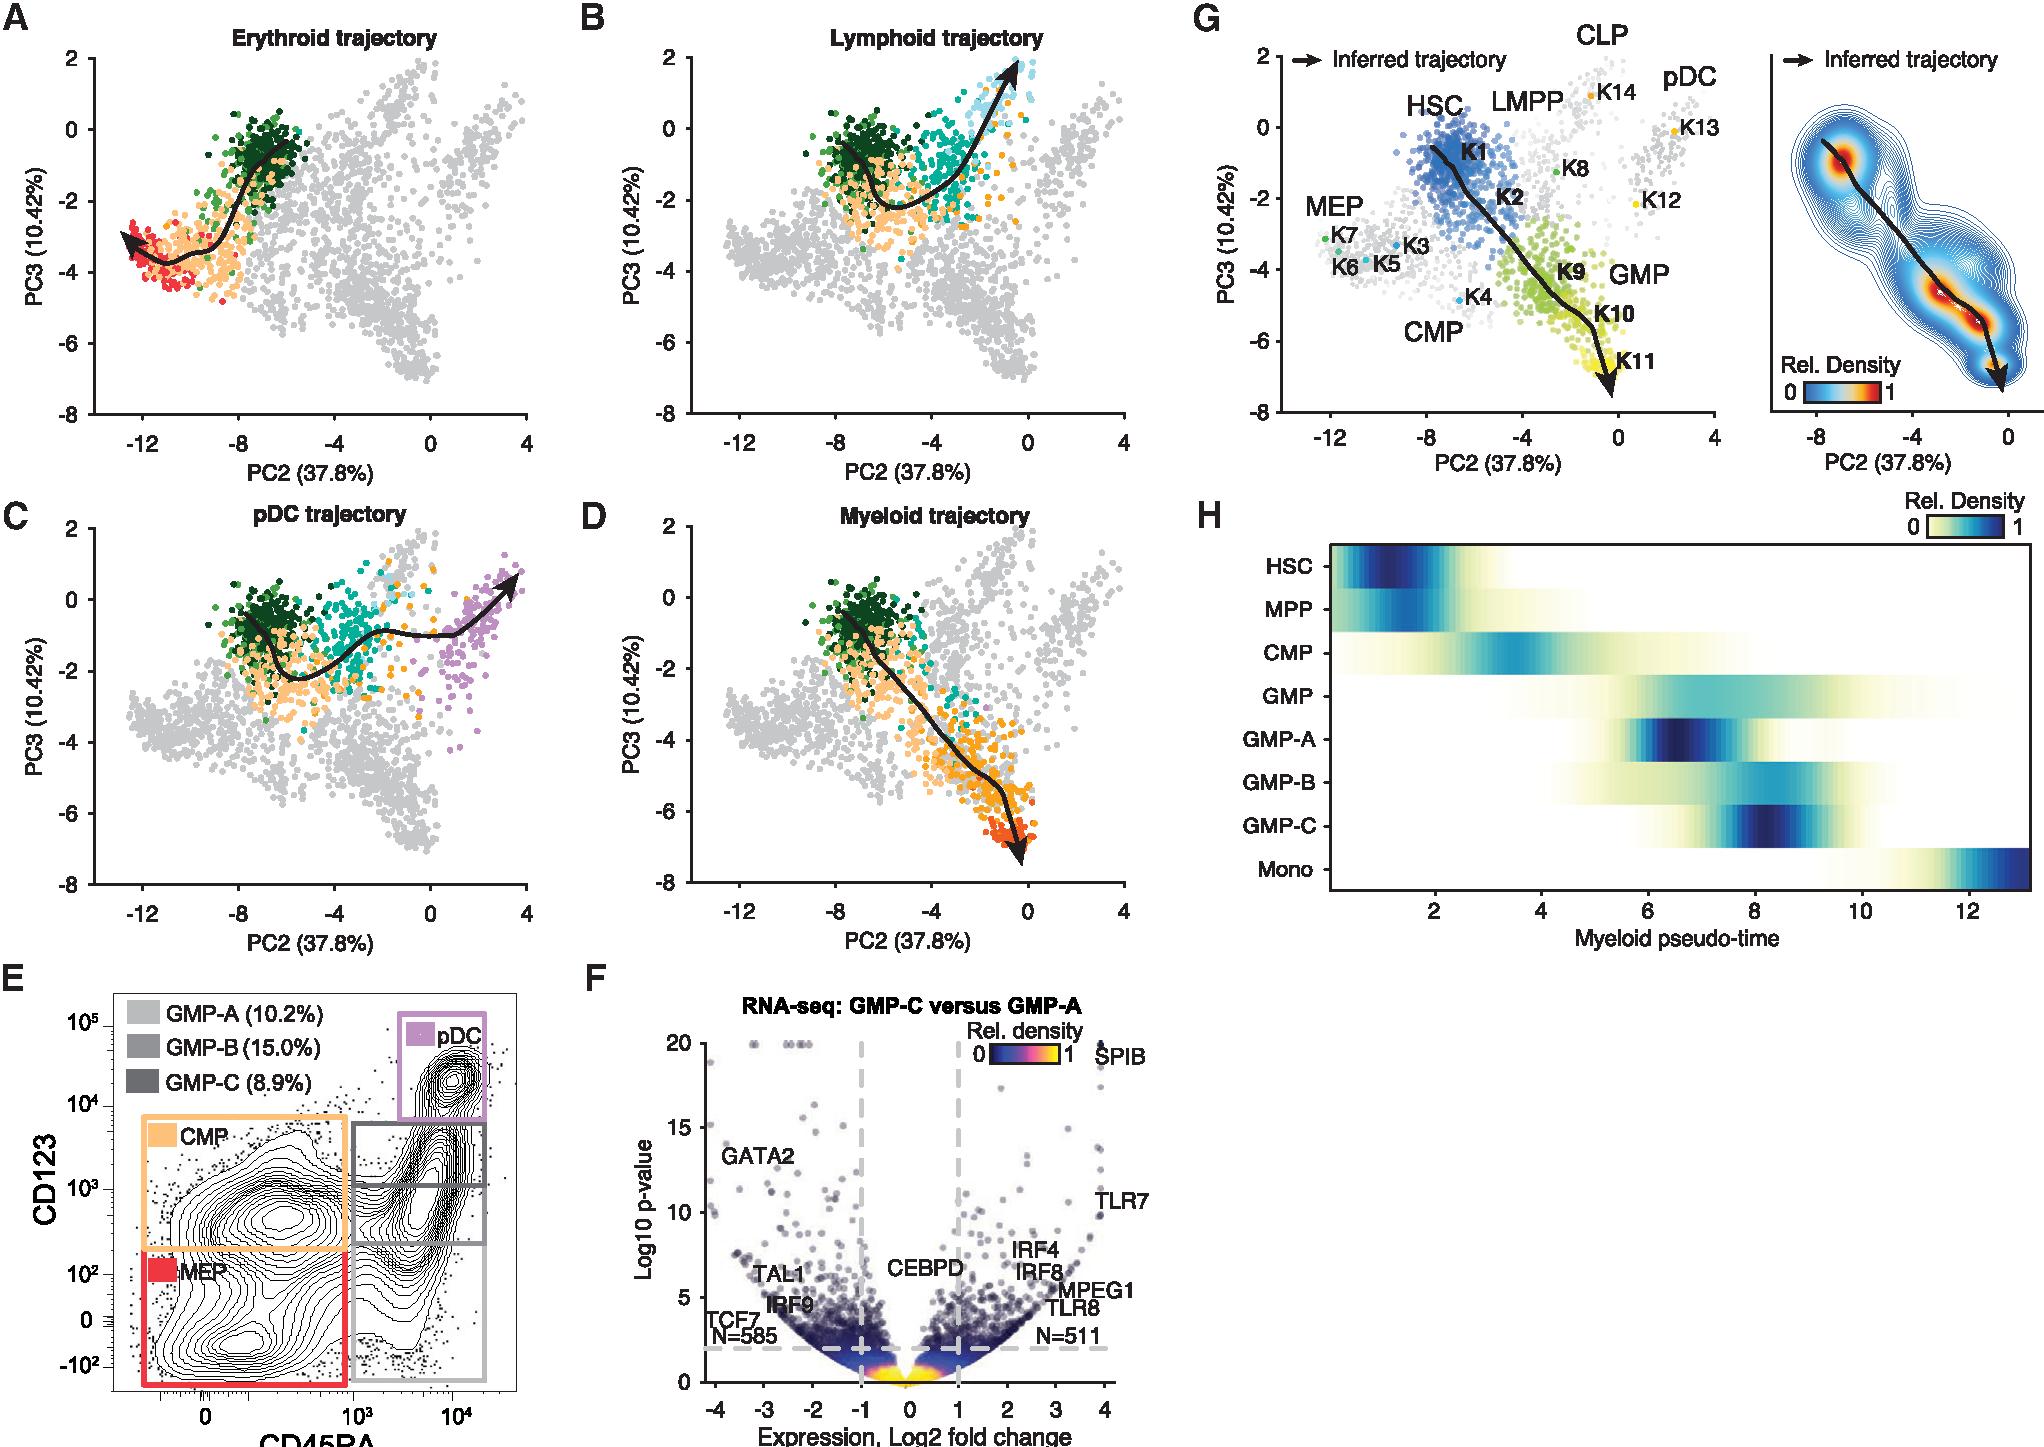 A
Erythroid trajectory
2
0
-2
-4
-6
-8
PC3 (10.42%)
-12
-8
-4
0
4
PC2 (37.8%)
B
Lymphoid trajectory
2
0
-2
-4
-6
-8
PC3 (10.42%)
-12
-8
-4
0
4
PC2 (37.8%)
C
pDC trajectory
2
0
-2
-4
-6
-8
PC3 (10.42%)
-12
-8
-4
0
4
PC2 (37.8%)
D
Myeloid trajectory
2
0
-2
-4
-6
-8
PC3 (10.42%)
-12
-8
-4
0
4
PC2 (37.8%)
E
GMP-A (10.2%)
GMP-B (15.0%)
GMP-C (8.9%)
pDC
CMP
MEP
10⁵
10⁴
10³
10²
0
-10²
CD123
0
10³
10⁴
CD45RA
F
RNA-seq: GMP-C versus GMP-A
Rel. density
0 1
SPIB
GATA2
TLR7
IRF4
CEBPD
IRF8
TAL1
MPEG1
IRF9
TLR8
TCF7
N=585
N=511
20
15
10
5
0
Log10 p-value
-4
-3
-2
-1
0
1
2
3
4
Expression, Log2 fold change
G
Inferred trajectory
CLP
pDC
HSC
LMPP
K14
K13
K1
K8
K2
K12
MEP
K7
K3
K6
K5
K9
GMP
K4
K10
CMP
K11
2
0
-2
-4
-6
-8
PC3 (10.42%)
-12
-8
-4
0
4
PC2 (37.8%)
Inferred trajectory
Rel. Density
0 1
-8
-4
0
PC2 (37.8%)
H
Rel. Density
0 1
HSC
MPP
CMP
GMP
GMP-A
GMP-B
GMP-C
Mono
2
4
6
8
10
12
Myeloid pseudo-time